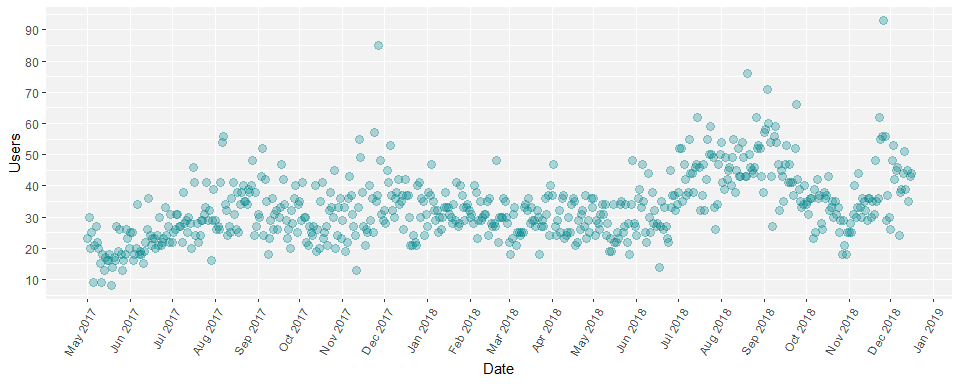 90
80
70
60
50
40
30
20
10
Users
May 2017
Jun 2017
Jul 2017
Aug 2017
Sep 2017
Oct 2017
Nov 2017
Dec 2017
Jan 2018
Feb 2018
Mar 2018
Apr 2018
May 2018
Jun 2018
Jul 2018
Aug 2018
Sep 2018
Oct 2018
Nov 2018
Dec 2018
Jan 2019
Date